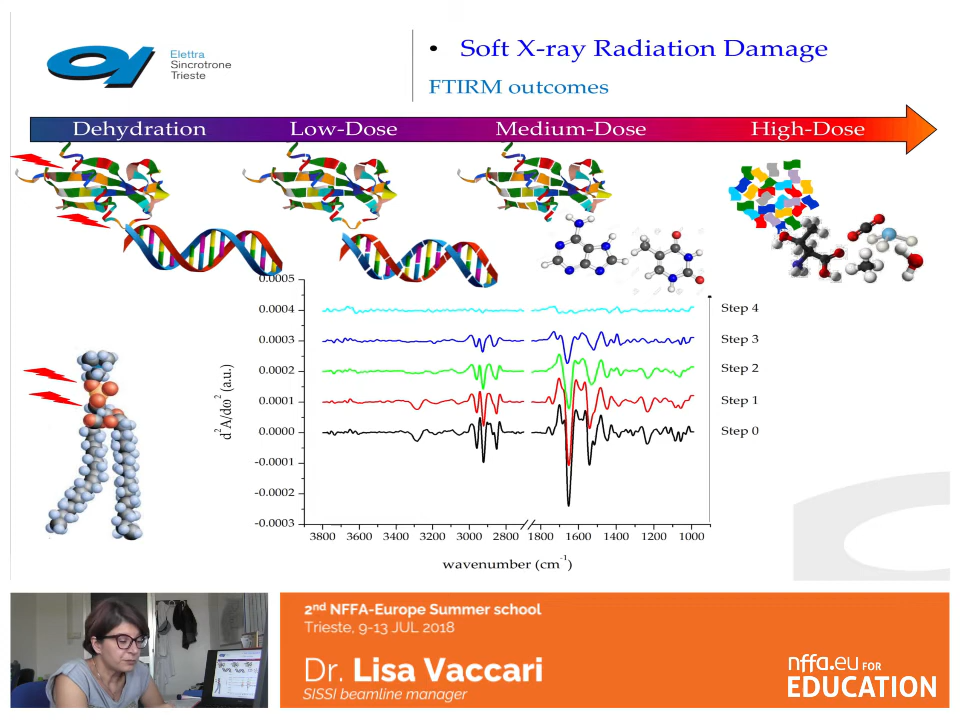 Elettra
Sincrotrone
Trieste
• Soft X-ray Radiation Damage
FTIRM outcomes
Dehydration Low-Dose Medium-Dose High-Dose
0.0005
0.0004
0.0003
0.0002
0.0001
0.0000
-0.0001
-0.0002
-0.0003
d²A/dω² (a.u.)
Step 4
Step 3
Step 2
Step 1
Step 0
3800 3600 3400 3200 3000 2800 1800 1600 1400 1200 1000
wavenumber (cm⁻¹)
2nd NFFA-Europe Summer school
Trieste, 9-13 JUL 2018
Dr. Lisa Vaccari
SISSI beamline manager
nffa.eu FOR
EDUCATION